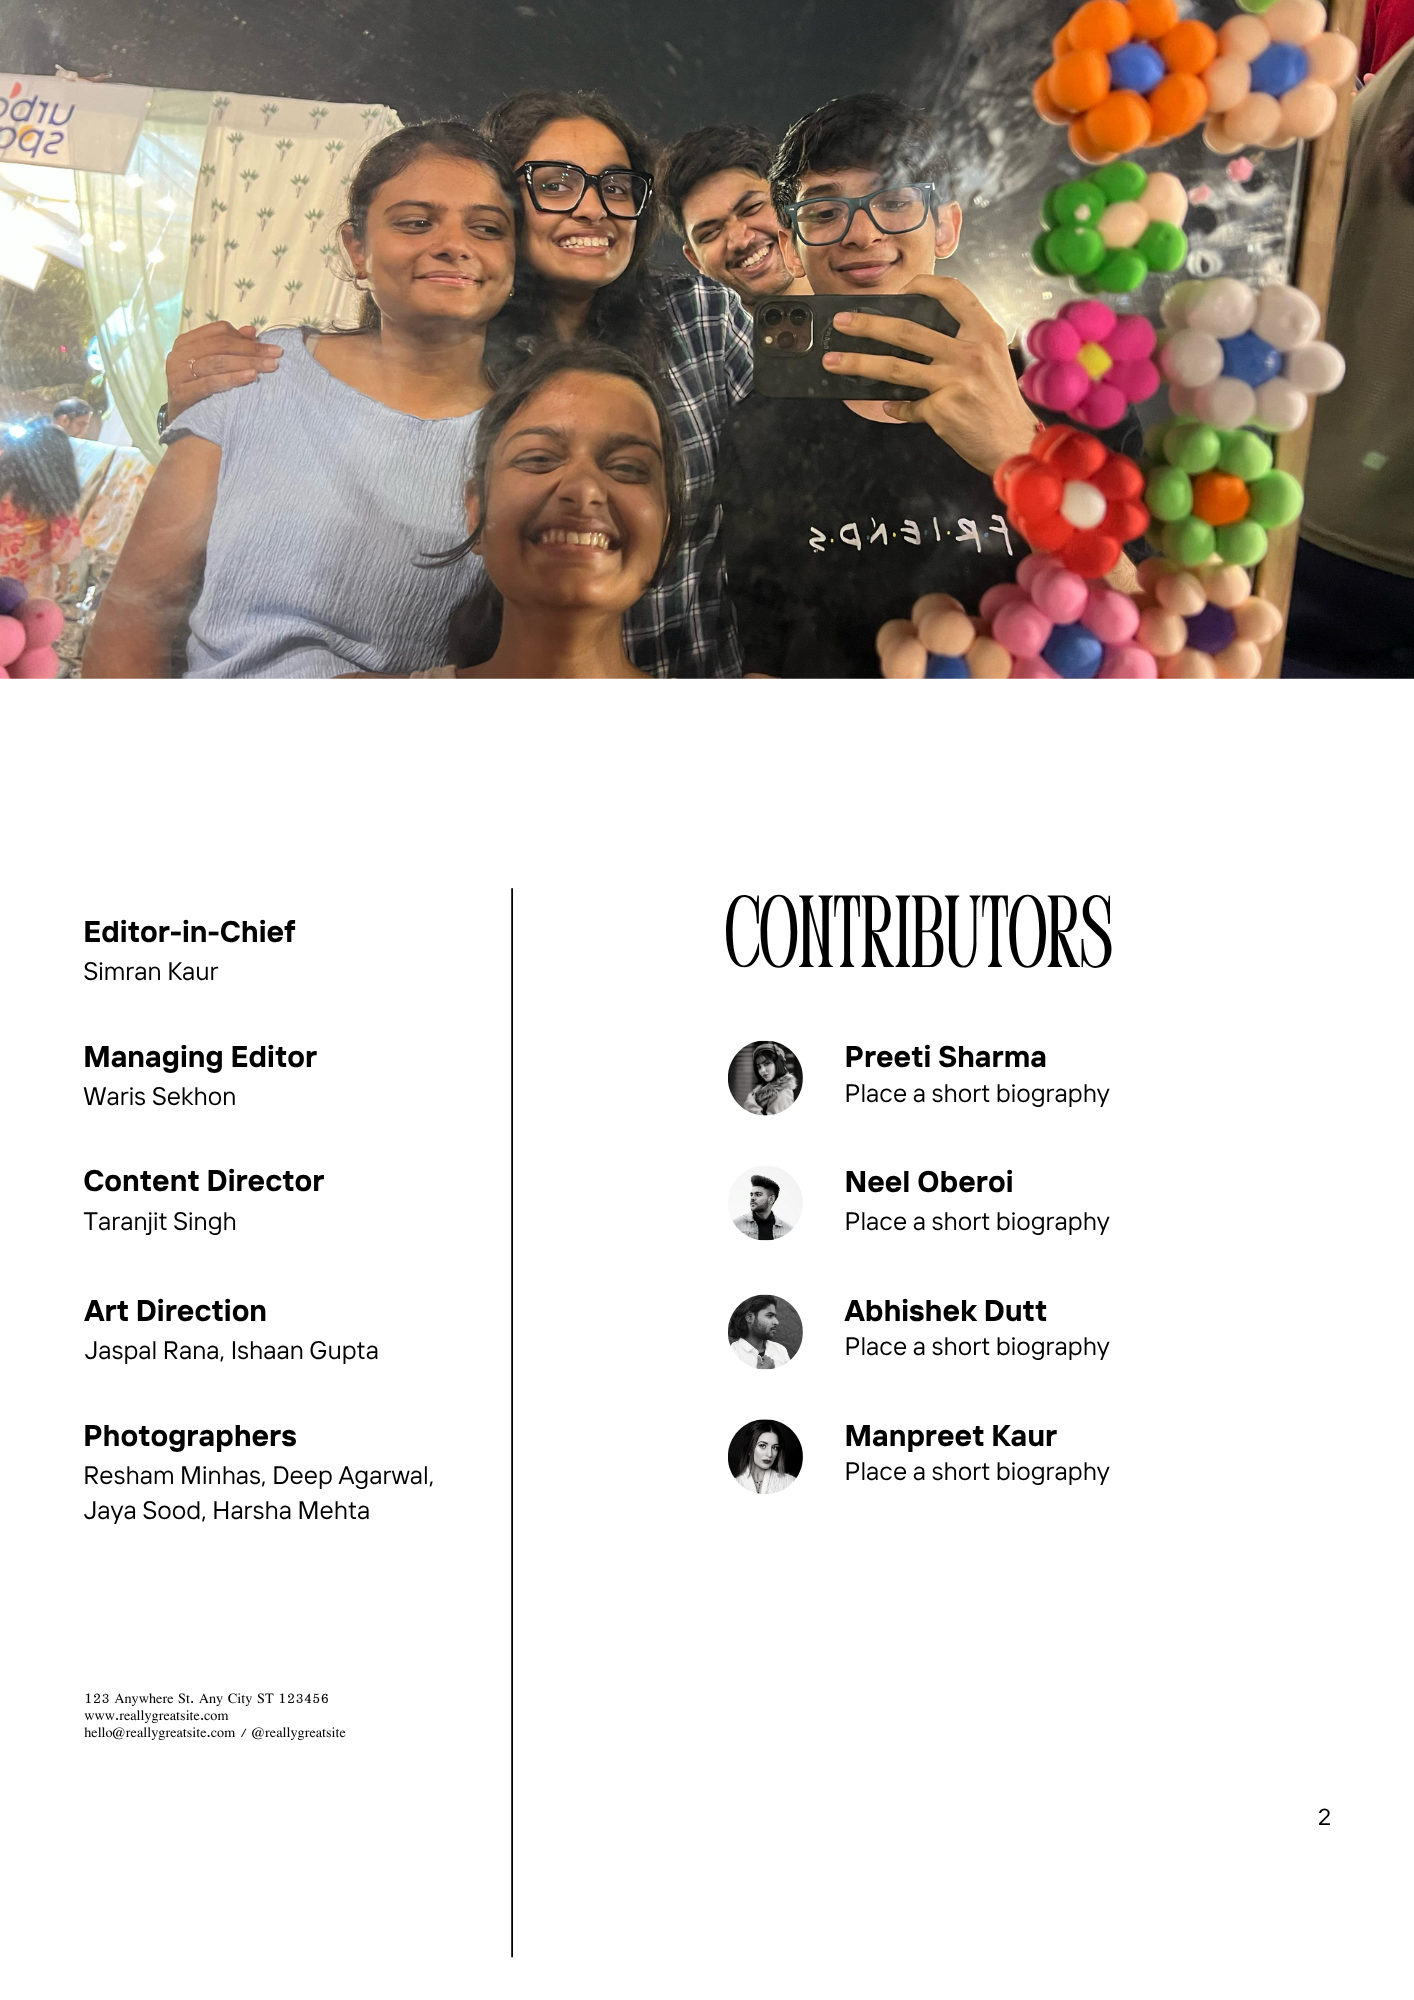 F.R.I.E.N.D.S
Editor-in-Chief
Simran Kaur
Managing Editor
Waris Sekhon
Content Director
Taranjit Singh
Art Direction
Jaspal Rana, Ishaan Gupta
Photographers
Resham Minhas, Deep Agarwal,
Jaya Sood, Harsha Mehta
123 Anywhere St. Any City ST 123456
www.reallygreatsite.com
hello@reallygreatsite.com / @reallygreatsite
CONTRIBUTORS
Preeti Sharma
Place a short biography
Neel Oberoi
Place a short biography
Abhishek Dutt
Place a short biography
Manpreet Kaur
Place a short biography
2